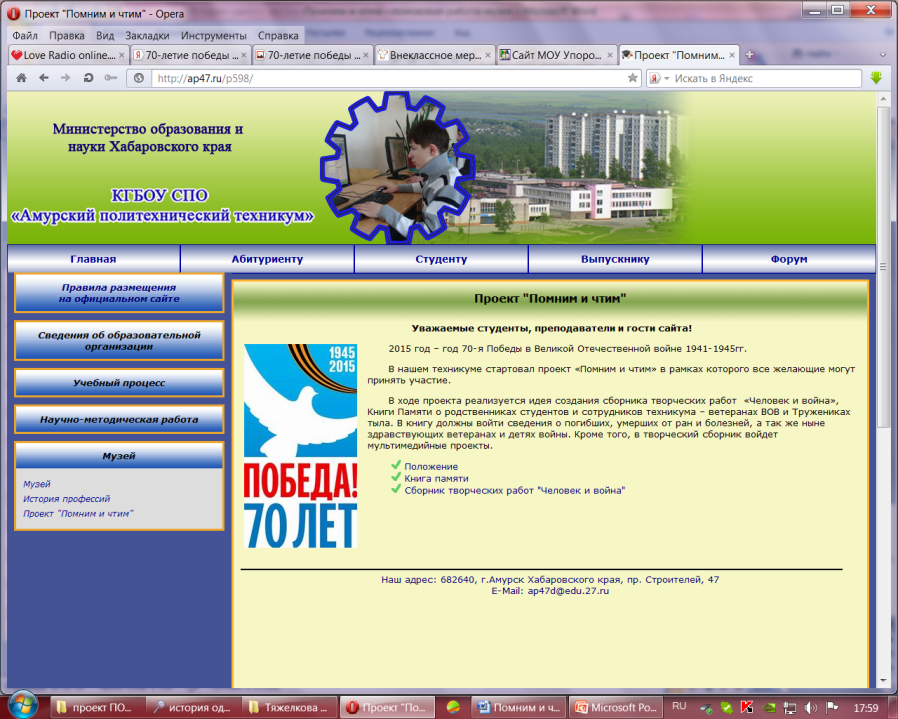 Проект "Помним и чтим" - Opera
Файл Правка Вид Закладки Инструменты Справка
Love Radio online... 70-летие победы ... 70-летие победы ... Внеклассное мер... Сайт МОУ Упоро... Проект "Помним...
http://ap47.ru/p598/ Искать в Яндекс
Министерство образования и
науки Хабаровского края
КГБОУ СПО
«Амурский политехнический техникум»
Главная Абитуриенту Студенту Выпускнику Форум
Правила размещения
на официальном сайте
Сведения об образовательной
организации
Учебный процесс
Научно-методическая работа
Музей
Музей
История профессий
Проект "Помним и чтим"
Проект "Помним и чтим"
Уважаемые студенты, преподаватели и гости сайта!
1945
2015
ПОБЕДА!
70 ЛЕТ
2015 год – год 70-я Победы в Великой Отечественной войне 1941-1945гг.
В нашем техникуме стартовал проект «Помним и чтим» в рамках которого все желающие могут
принять участие.
В ходе проекта реализуется идея создания сборника творческих работ «Человек и война»,
Книги Памяти о родственниках студентов и сотрудников техникума – ветеранах ВОВ и Тружениках
тыла. В книгу должны войти сведения о погибших, умерших от ран и болезней, а так же ныне
здравствующих ветеранах и детях войны. Кроме того, в творческий сборник войдет
мультимедийные проекты.
Положение
Книга памяти
Сборник творческих работ "Человек и война"
Наш адрес: 682640, г.Амурск Хабаровского края, пр. Строителей, 47
E-Mail: ap47d@edu.27.ru
проект ПО... история од... Тяжелкова ... Проект "По... Помним и ч... Microsoft Po... RU 17:59